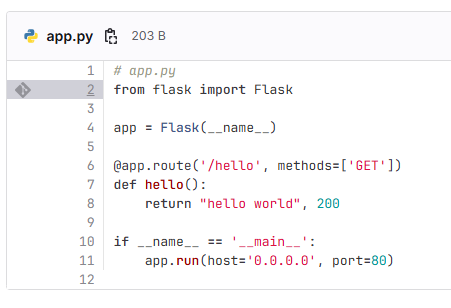 app.py 203 B
1 # app.py
2 from flask import Flask
3
4 app = Flask(__name__)
5
6 @app.route('/hello', methods=['GET'])
7 def hello():
8     return "hello world", 200
9
10 if __name__ == '__main__':
11     app.run(host='0.0.0.0', port=80)
12